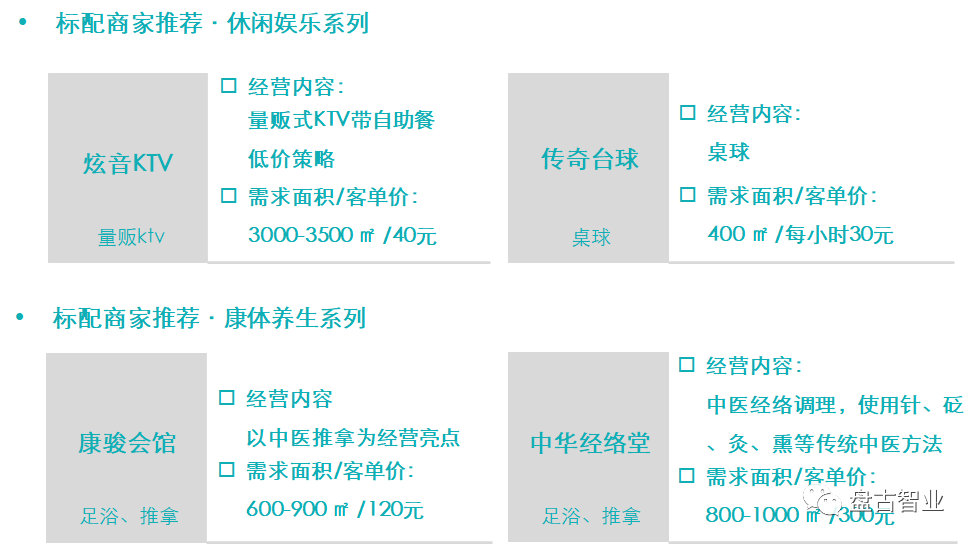 • 标配商家推荐·休闲娱乐系列
炫音KTV
量贩ktv
□ 经营内容：
量贩式KTV带自助餐
低价策略
□ 需求面积/客单价：
3000-3500 ㎡ /40元
传奇台球
桌球
□ 经营内容：
桌球
□ 需求面积/客单价：
400 ㎡ /每小时30元
• 标配商家推荐·康体养生系列
康骏会馆
足浴、推拿
□ 经营内容
以中医推拿为经营亮点
□ 需求面积/客单价：
600-900 ㎡ /120元
中华经络堂
足浴、推拿
□ 经营内容：
中医经络调理，使用针、砭
、灸、熏等传统中医方法
□ 需求面积/客单价：
800-1000 ㎡ /300元
盘古智业